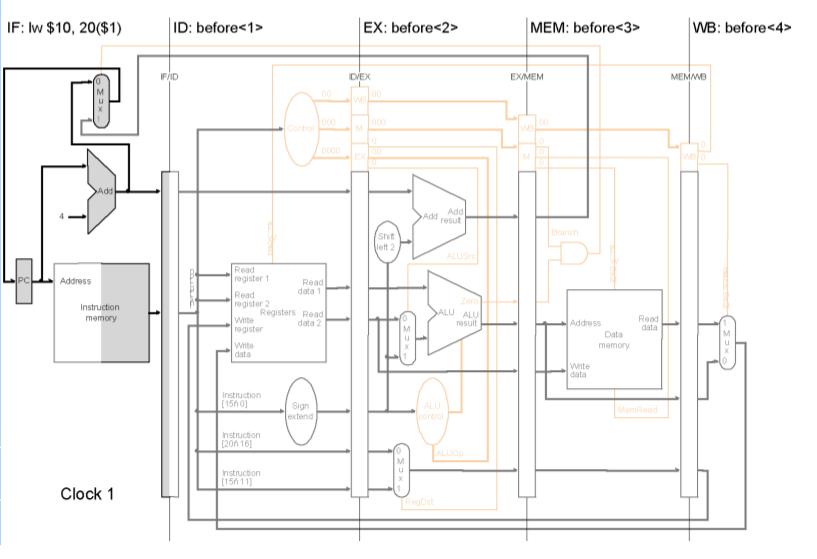 IF: lw $10, 20($1)
ID: before<1>
EX: before<2>
MEM: before<3>
WB: before<4>
IF/ID
ID/EX
EX/MEM
MEM/WB
0
M
u
x
1
Control
00
000
0000
WB
M
EX
00
000
0
0
WB
M
00
0
0
WB
0
0
Add
4
PC
Address
Instruction
memory
Read
register 1
Read
register 2
Registers
Write
register
Write
data
Read
data 1
Read
data 2
Shift
left 2
Add
Add
result
ALUSrc
0
M
u
x
1
Zero
ALU
ALU
result
Branch
Address
Data
memory
Read
data
Write
data
MemRead
1
M
u
x
0
Instruction
[15ñ 0]
Sign
extend
ALU
control
ALUOp
Instruction
[20ñ 16]
Instruction
[15ñ 11]
0
M
u
x
1
RegDst
Clock 1